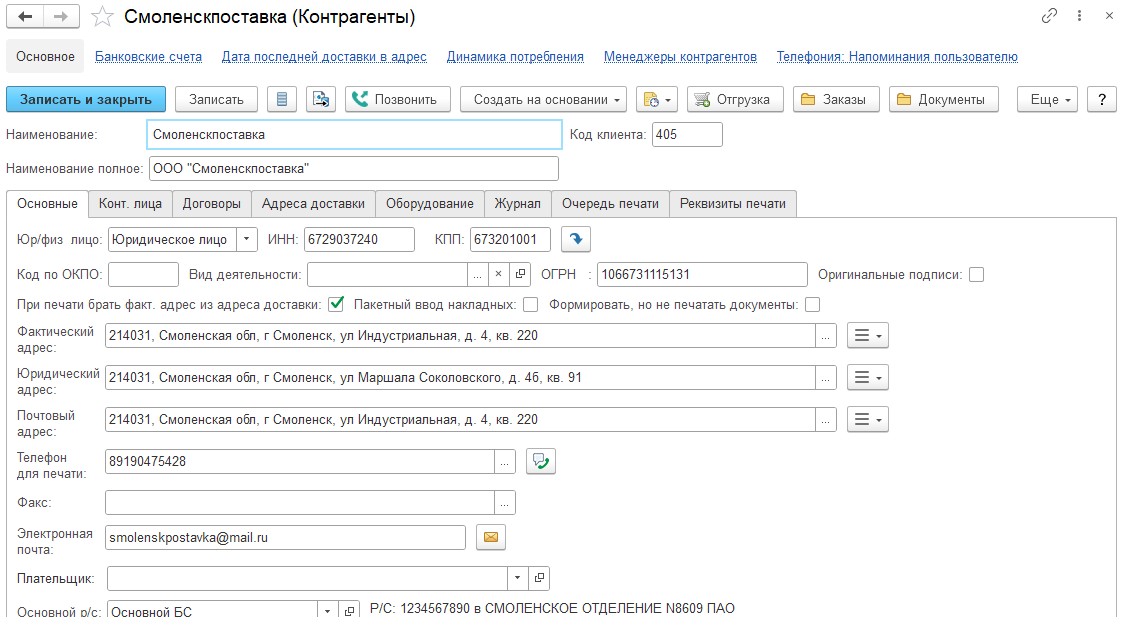 Смоленскпоставка (Контрагенты)
Основное Банковские счета Дата последней доставки в адрес Динамика потребления Менеджеры контрагентов Телефония: Напоминания пользователю
Записать и закрыть Записать Позвонить Создать на основании Отгрузка Заказы Документы Еще ?
Наименование: Смоленскпоставка Код клиента: 405
Наименование полное: ООО "Смоленскпоставка"
Основные Конт. лица Договоры Адреса доставки Оборудование Журнал Очередь печати Реквизиты печати
Юр/физ лицо: Юридическое лицо ИНН: 6729037240 КПП: 673201001
Код по ОКПО: Вид деятельности: ... ОГРН : 1066731115131 Оригинальные подписи:
При печати брать факт. адрес из адреса доставки: Пакетный ввод накладных: Формировать, но не печатать документы:
Фактический адрес: 214031, Смоленская обл, г Смоленск, ул Индустриальная, д. 4, кв. 220 ...
Юридический адрес: 214031, Смоленская обл, г Смоленск, ул Маршала Соколовского, д. 4б, кв. 91 ...
Почтовый адрес: 214031, Смоленская обл, г Смоленск, ул Индустриальная, д. 4, кв. 220 ...
Телефон для печати: 89190475428 ...
Факс: ...
Электронная почта: smolenskpostavka@mail.ru
Плательщик:
Основной р/с: Основной БС Р/С: 1234567890 в СМОЛЕНСКОЕ ОТДЕЛЕНИЕ N8609 ПАО